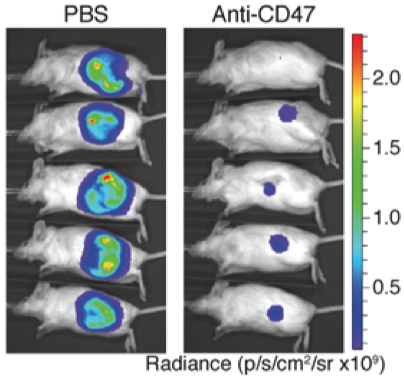 PBS
Anti-CD47
2.0
1.5
1.0
0.5
Radiance (p/s/cm²/sr x10⁹)